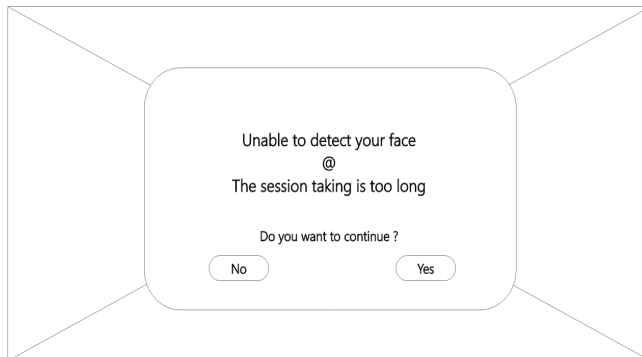 Unable to detect your face
@
The session taking is too long
Do you want to continue ?
No
Yes